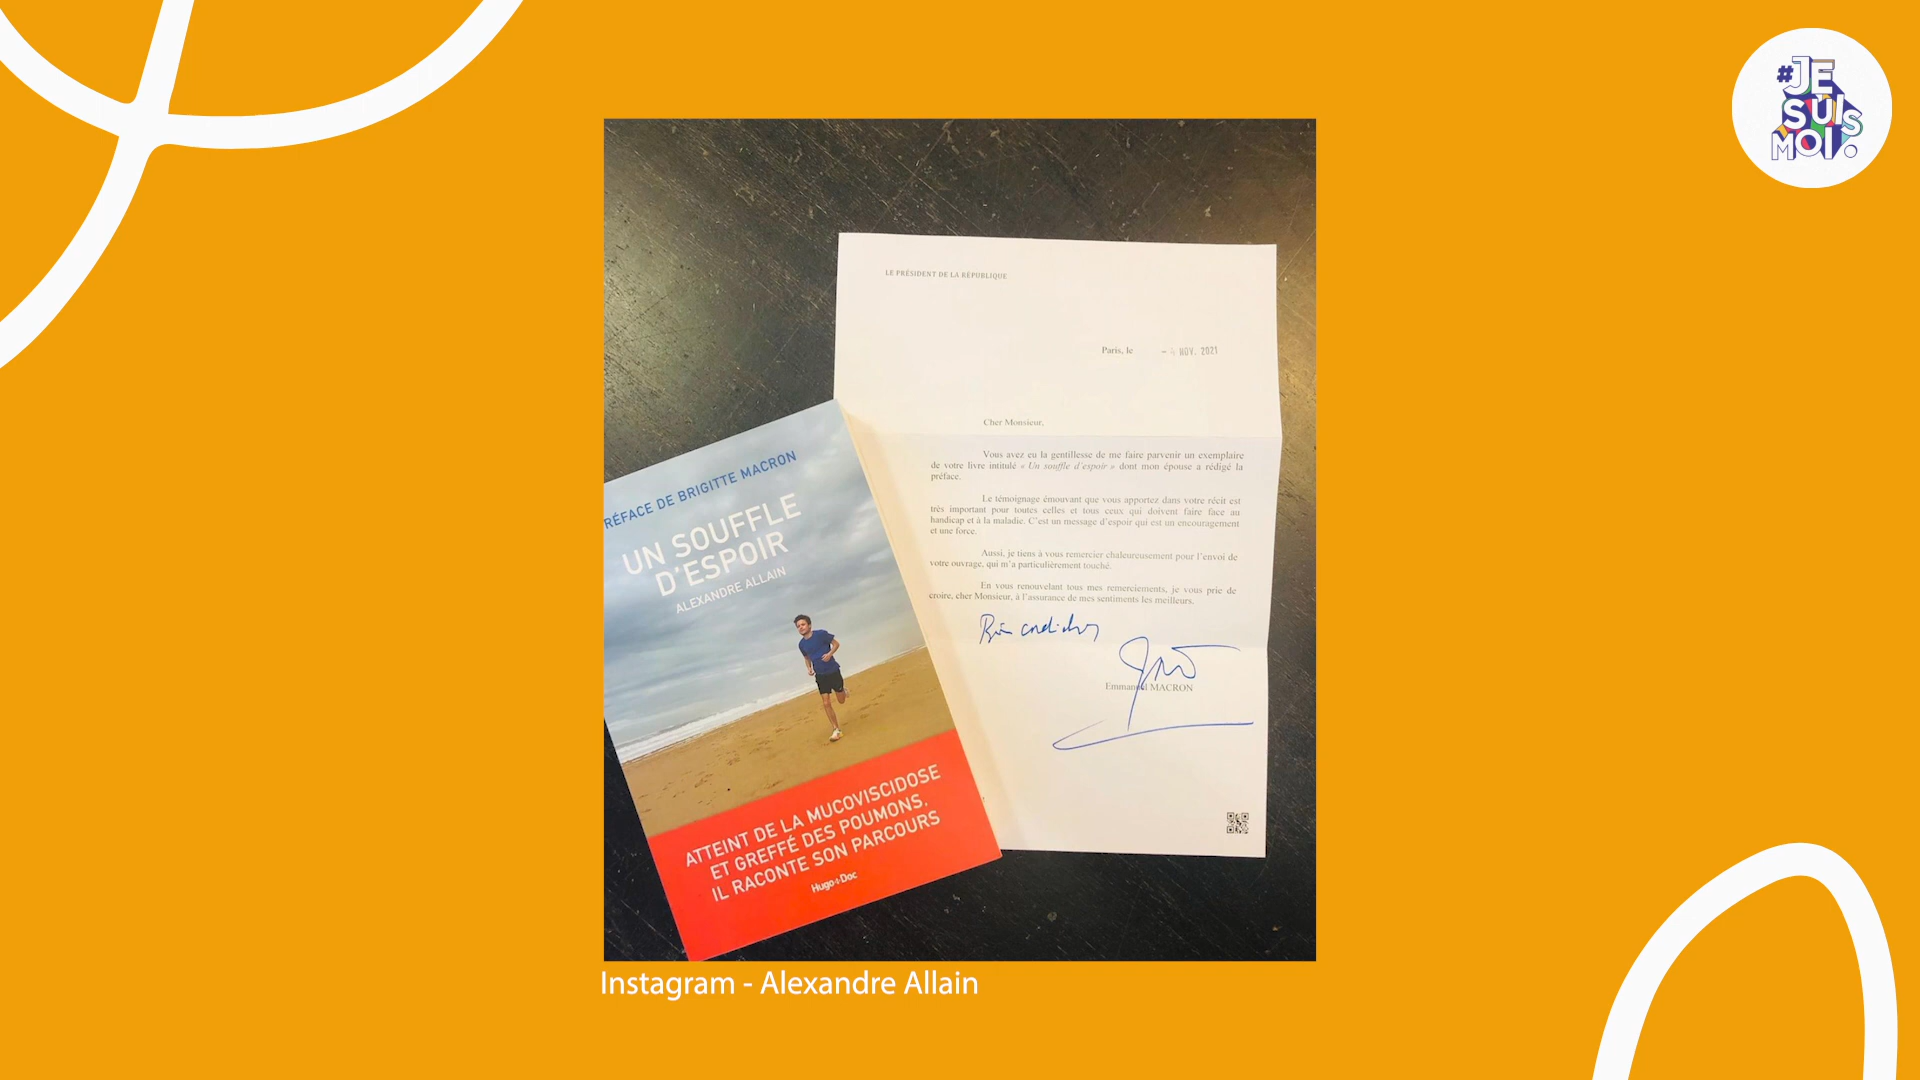 #JE
SUIS
MOI.
LE PRÉSIDENT DE LA RÉPUBLIQUE
Paris, le - 4 NOV. 2021
Cher Monsieur,
Vous avez eu la gentillesse de me faire parvenir un exemplaire
de votre livre intitulé « Un souffle d'espoir » dont mon épouse a rédigé la
préface.
Le témoignage émouvant que vous apportez dans votre récit est
très important pour toutes celles et tous ceux qui doivent faire face au
handicap et à la maladie. C'est un message d'espoir qui est un encouragement
et une force.
Aussi, je tiens à vous remercier chaleureusement pour l'envoi de
votre ouvrage, qui m'a particulièrement touché.
En vous renouvelant tous mes remerciements, je vous prie de
croire, cher Monsieur, à l'assurance de mes sentiments les meilleurs.
Emmanuel MACRON
RÉFACE DE BRIGITTE MACRON
UN SOUFFLE
D'ESPOIR
ALEXANDRE ALLAIN
ATTEINT DE LA MUCOVISCIDOSE
ET GREFFÉ DES POUMONS,
IL RACONTE SON PARCOURS
Hugo+Doc
Instagram - Alexandre Allain